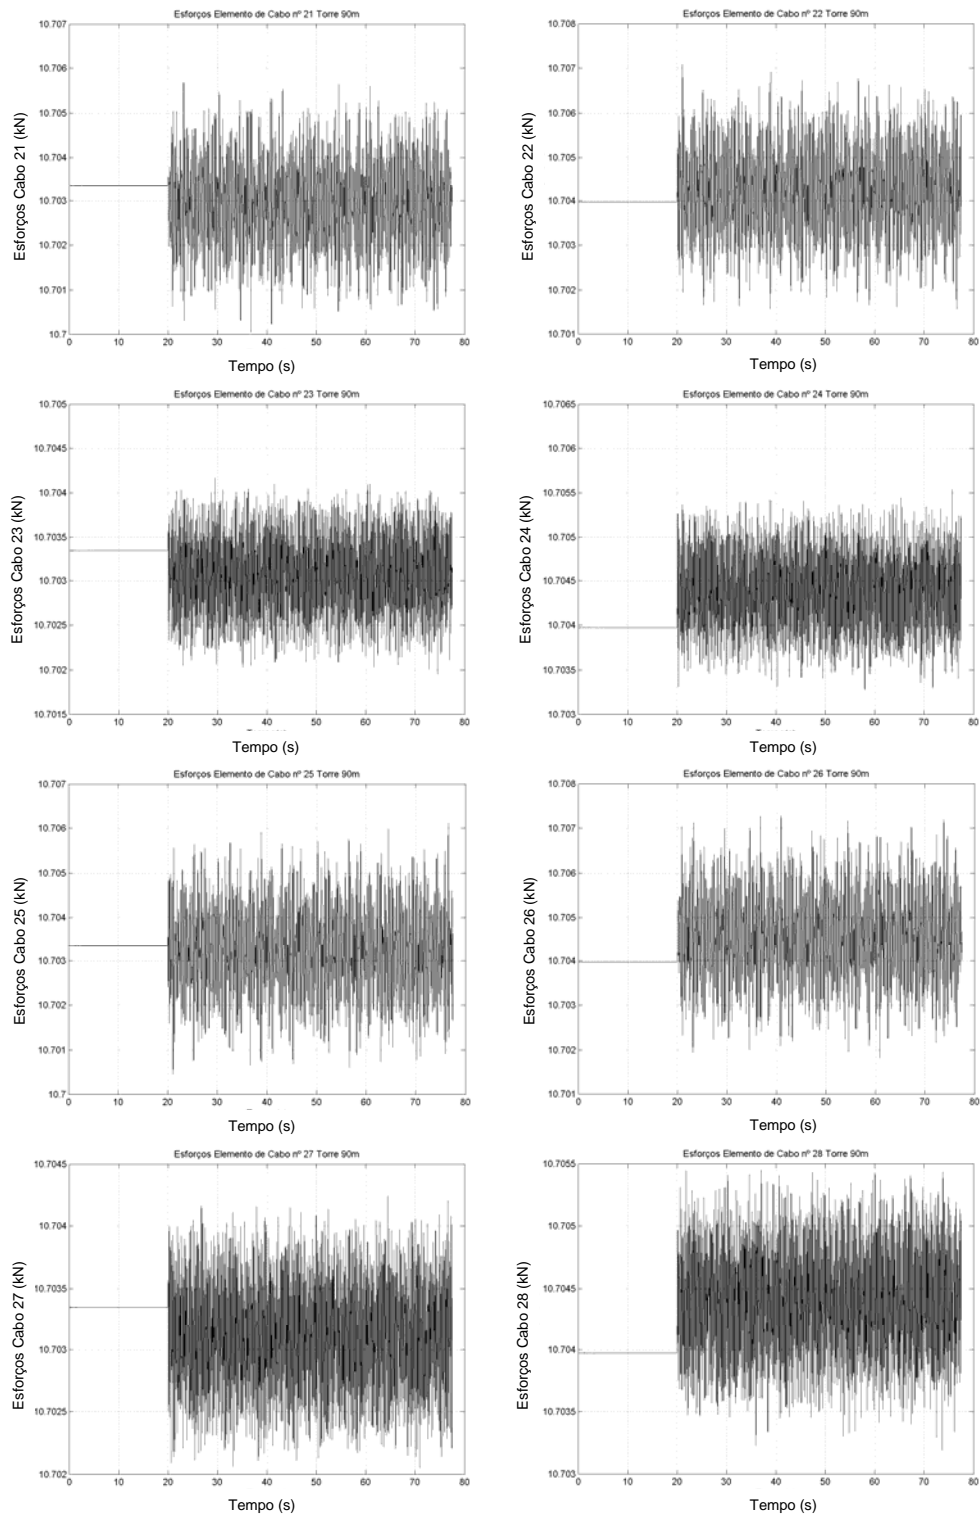 Esforços Elemento de Cabo nº 21 Torre 90m
Esforços Cabo 21 (kN)
10.707
10.706
10.705
10.704
10.703
10.702
10.701
10.7
0 10 20 30 40 50 60 70 80
Tempo (s)
Esforços Elemento de Cabo nº 22 Torre 90m
Esforços Cabo 22 (kN)
10.708
10.707
10.706
10.705
10.704
10.703
10.702
10.701
0 10 20 30 40 50 60 70 80
Tempo (s)
Esforços Elemento de Cabo nº 23 Torre 90m
Esforços Cabo 23 (kN)
10.705
10.7045
10.704
10.7035
10.703
10.7025
10.702
10.7015
0 10 20 30 40 50 60 70 80
Tempo (s)
Esforços Elemento de Cabo nº 24 Torre 90m
Esforços Cabo 24 (kN)
10.7065
10.706
10.7055
10.705
10.7045
10.704
10.7035
10.703
0 10 20 30 40 50 60 70 80
Tempo (s)
Esforços Elemento de Cabo nº 25 Torre 90m
Esforços Cabo 25 (kN)
10.707
10.706
10.705
10.704
10.703
10.702
10.701
10.7
0 10 20 30 40 50 60 70 80
Tempo (s)
Esforços Elemento de Cabo nº 26 Torre 90m
Esforços Cabo 26 (kN)
10.708
10.707
10.706
10.705
10.704
10.703
10.702
10.701
0 10 20 30 40 50 60 70 80
Tempo (s)
Esforços Elemento de Cabo nº 27 Torre 90m
Esforços Cabo 27 (kN)
10.7045
10.704
10.7035
10.703
10.7025
10.702
0 10 20 30 40 50 60 70 80
Tempo (s)
Esforços Elemento de Cabo nº 28 Torre 90m
Esforços Cabo 28 (kN)
10.7055
10.705
10.7045
10.704
10.7035
10.703
0 10 20 30 40 50 60 70 80
Tempo (s)